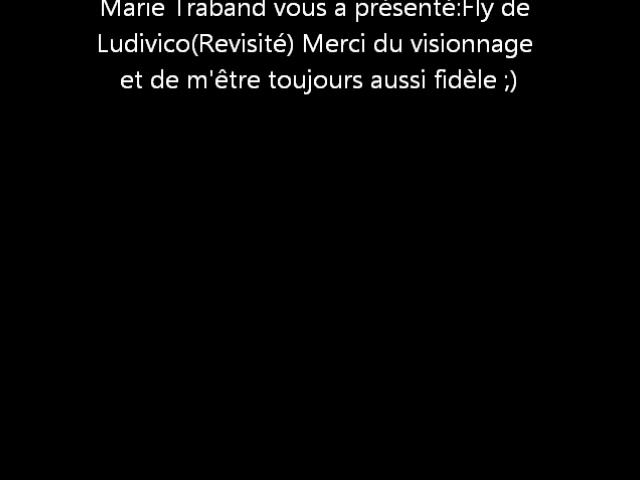 Marie Traband vous a présenté:Fly de
Ludivico(Revisité) Merci du visionnage
et de m'être toujours aussi fidèle ;)